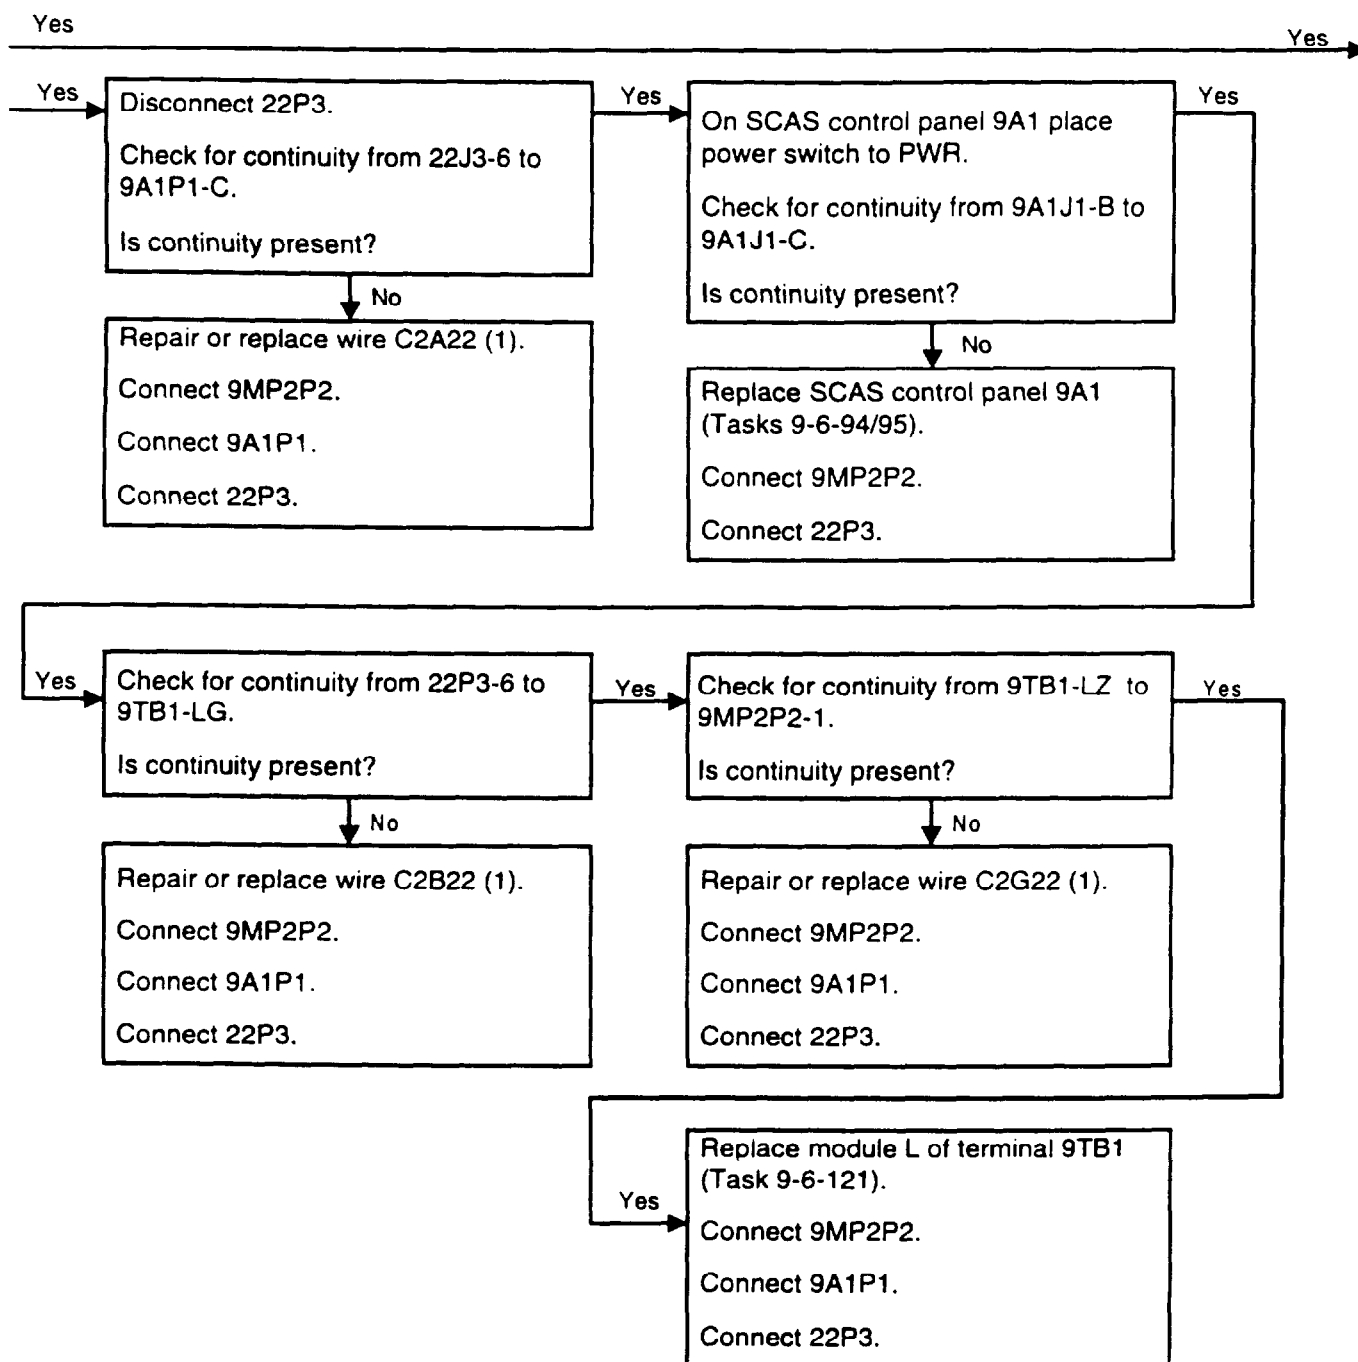 Yes
Yes
Yes
Disconnect 22P3.
Check for continuity from 22J3-6 to
9A1P1-C.
Is continuity present?
Yes
On SCAS control panel 9A1 place
power switch to PWR.
Check for continuity from 9A1J1-B to
9A1J1-C.
Is continuity present?
Yes
No
Repair or replace wire C2A22 (1).
Connect 9MP2P2.
Connect 9A1P1.
Connect 22P3.
No
Replace SCAS control panel 9A1
(Tasks 9-6-94/95).
Connect 9MP2P2.
Connect 22P3.
Yes
Check for continuity from 22P3-6 to
9TB1-LG.
Is continuity present?
Yes
Check for continuity from 9TB1-LZ to
9MP2P2-1.
Is continuity present?
Yes
No
Repair or replace wire C2B22 (1).
Connect 9MP2P2.
Connect 9A1P1.
Connect 22P3.
No
Repair or replace wire C2G22 (1).
Connect 9MP2P2.
Connect 9A1P1.
Connect 22P3.
Yes
Replace module L of terminal 9TB1
(Task 9-6-121).
Connect 9MP2P2.
Connect 9A1P1.
Connect 22P3.